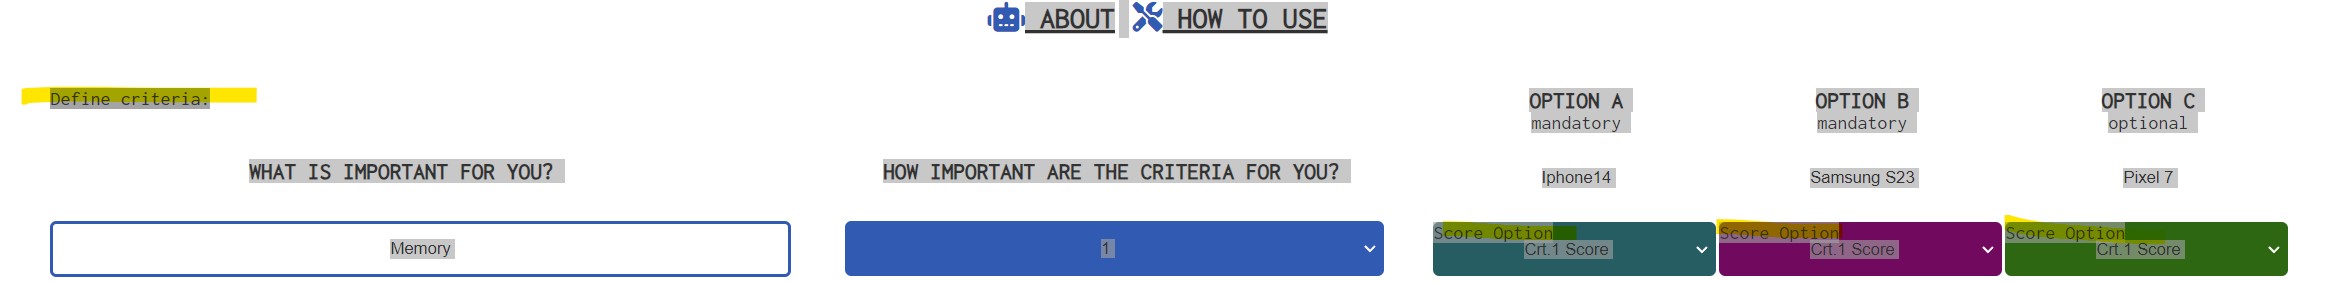 ABOUT HOW TO USE
Define criteria:
OPTION A OPTION B OPTION C
mandatory mandatory optional
WHAT IS IMPORTANT FOR YOU? HOW IMPORTANT ARE THE CRITERIA FOR YOU? Iphone14 Samsung S23 Pixel 7
Score Option Score Option Score Option
Memory 1 Crt.1 Score Crt.1 Score Crt.1 Score